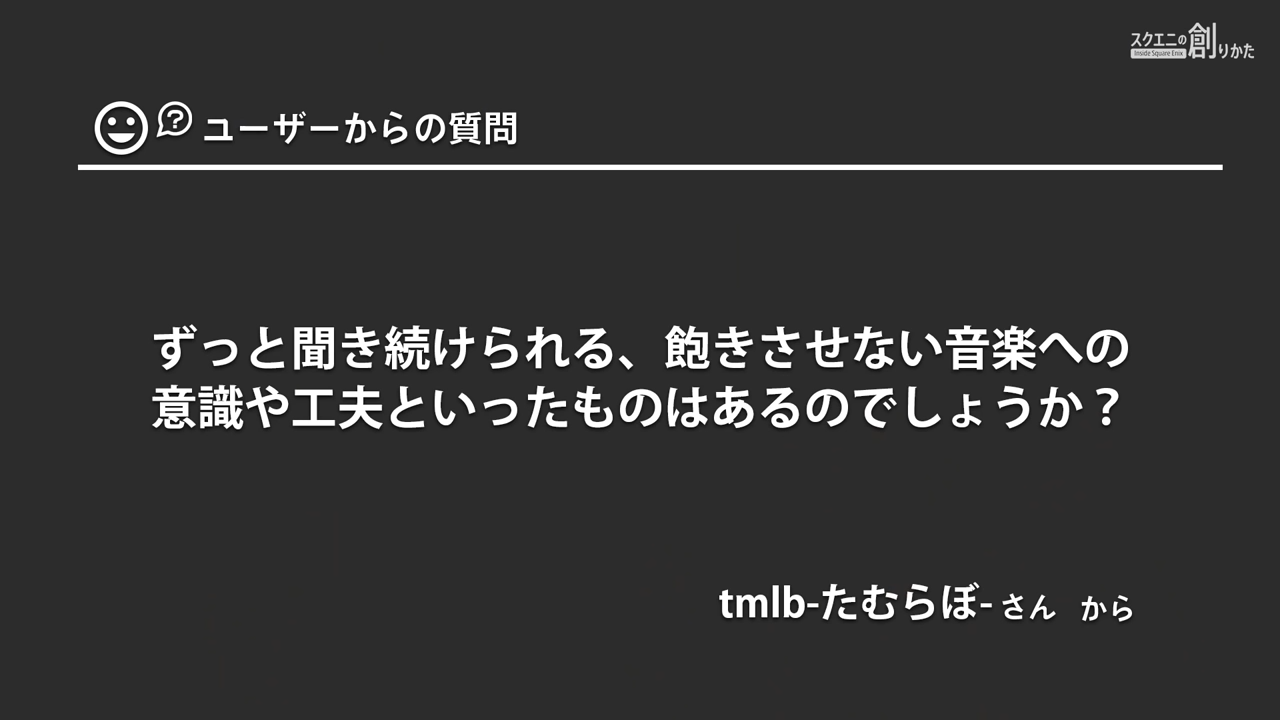 スクエニの創りかた
Inside Square Enix
ユーザーからの質問
ずっと聞き続けられる、飽きさせない音楽への
意識や工夫といったものはあるのでしょうか？
tmlb-たむらぼ-さん から